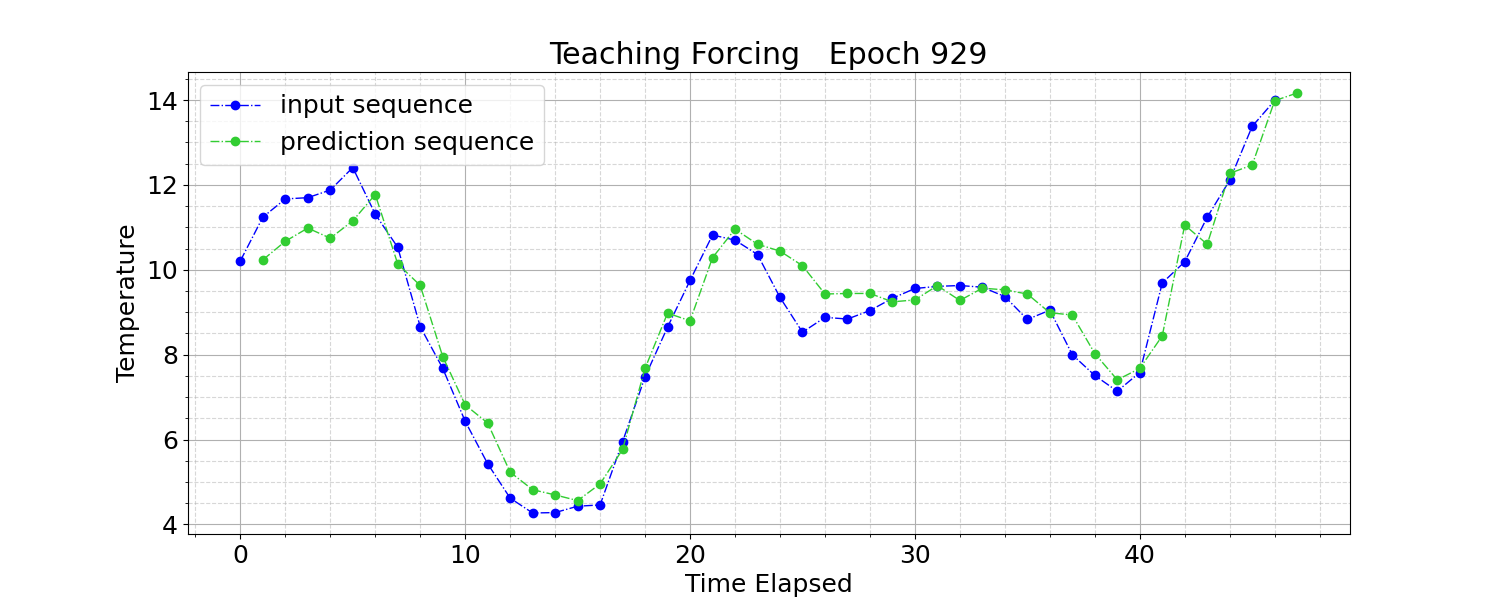 Teaching Forcing   Epoch 929
input sequence
prediction sequence
14
12
10
8
6
4
Temperature
0 10 20 30 40
Time Elapsed